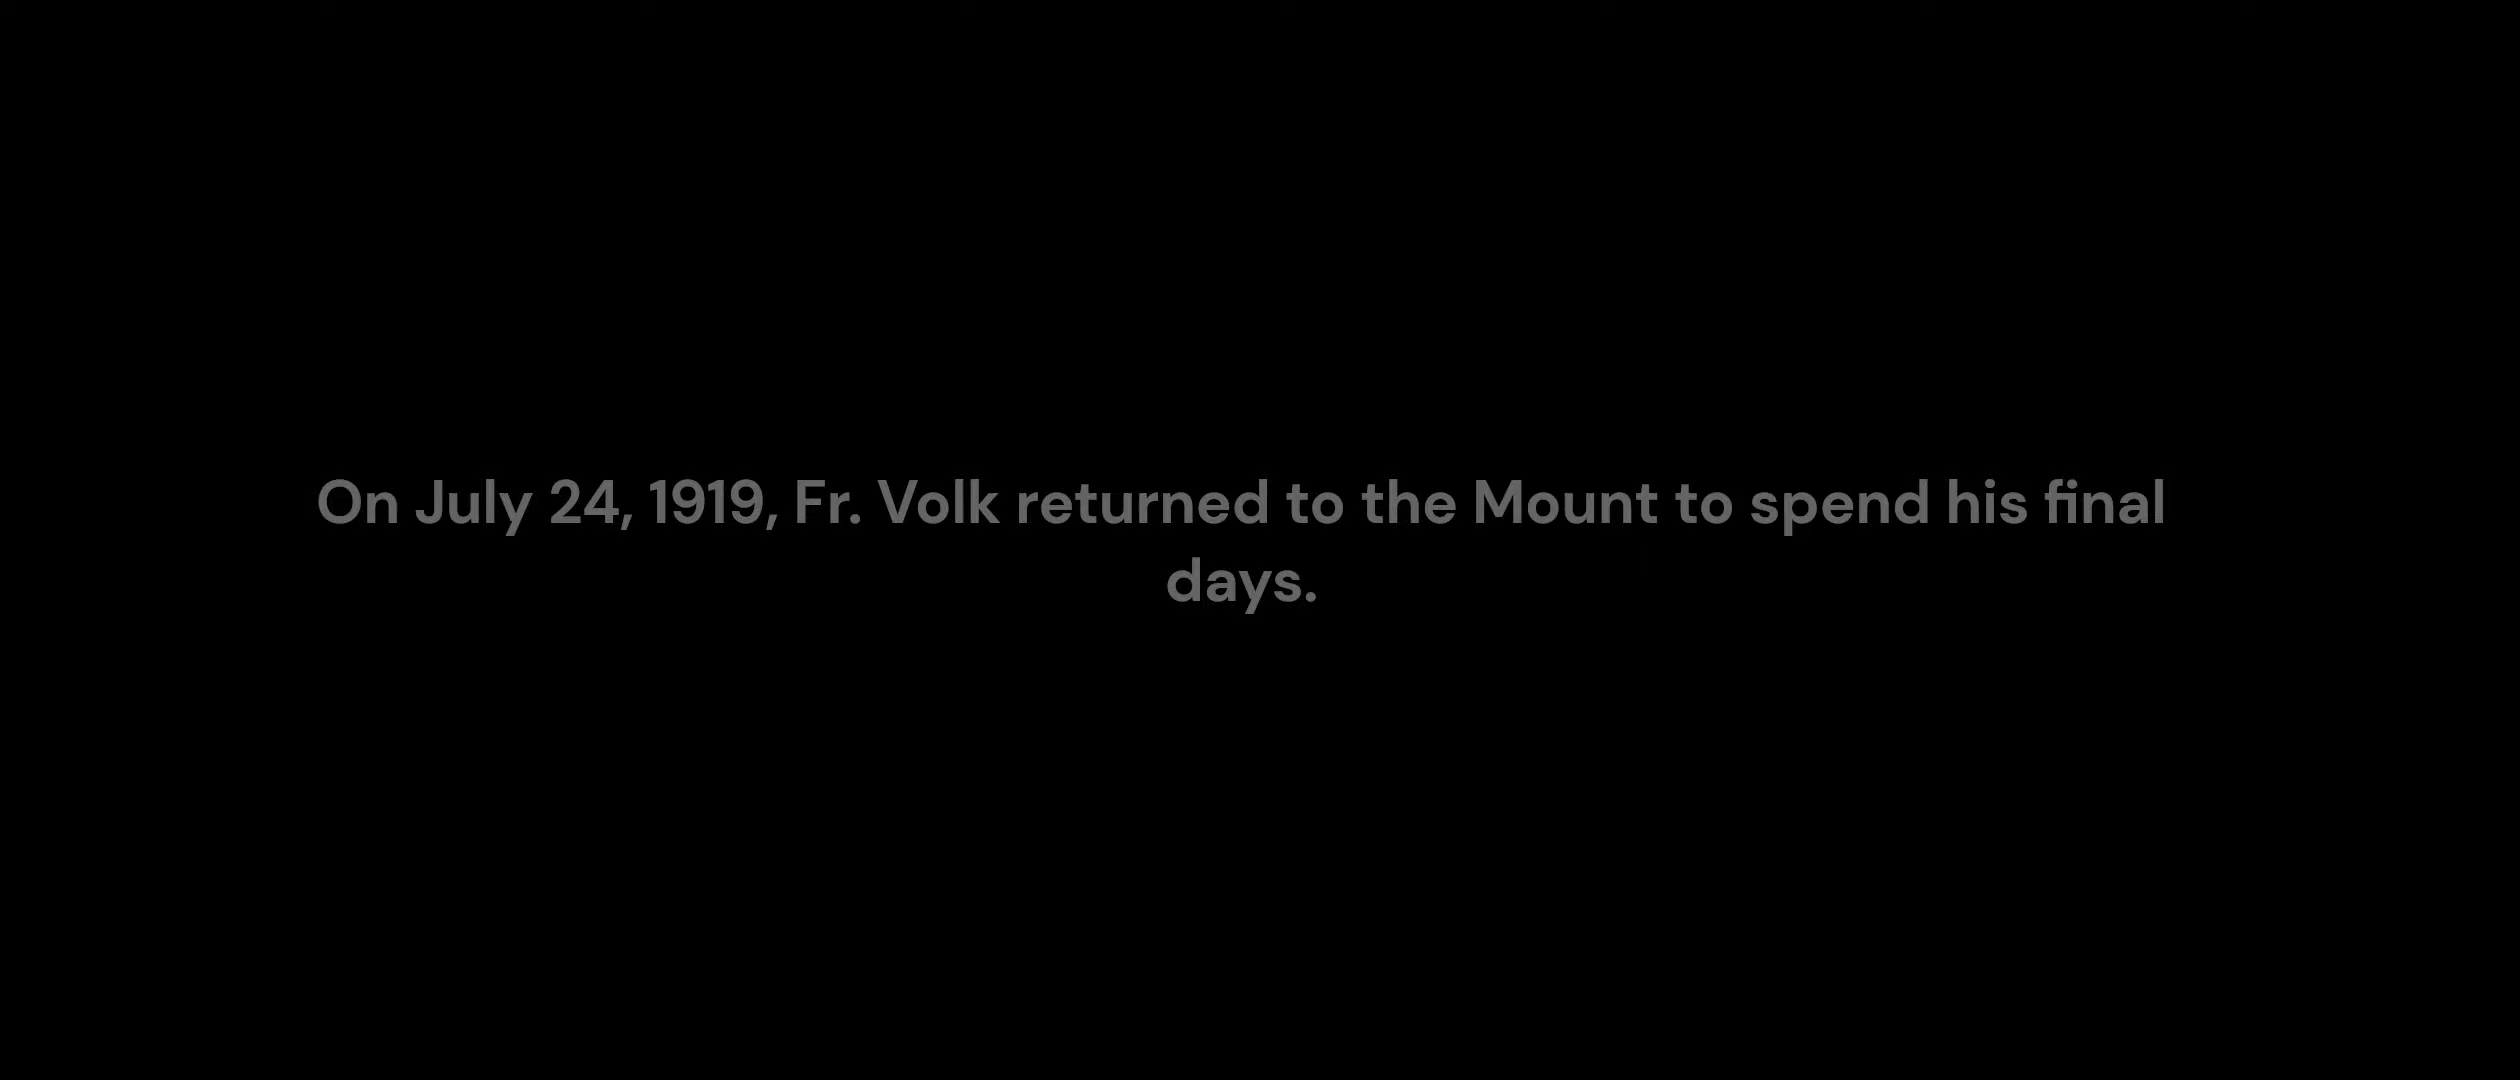 On July 24, 1919, Fr. Volk returned to the Mount to spend his final
days.